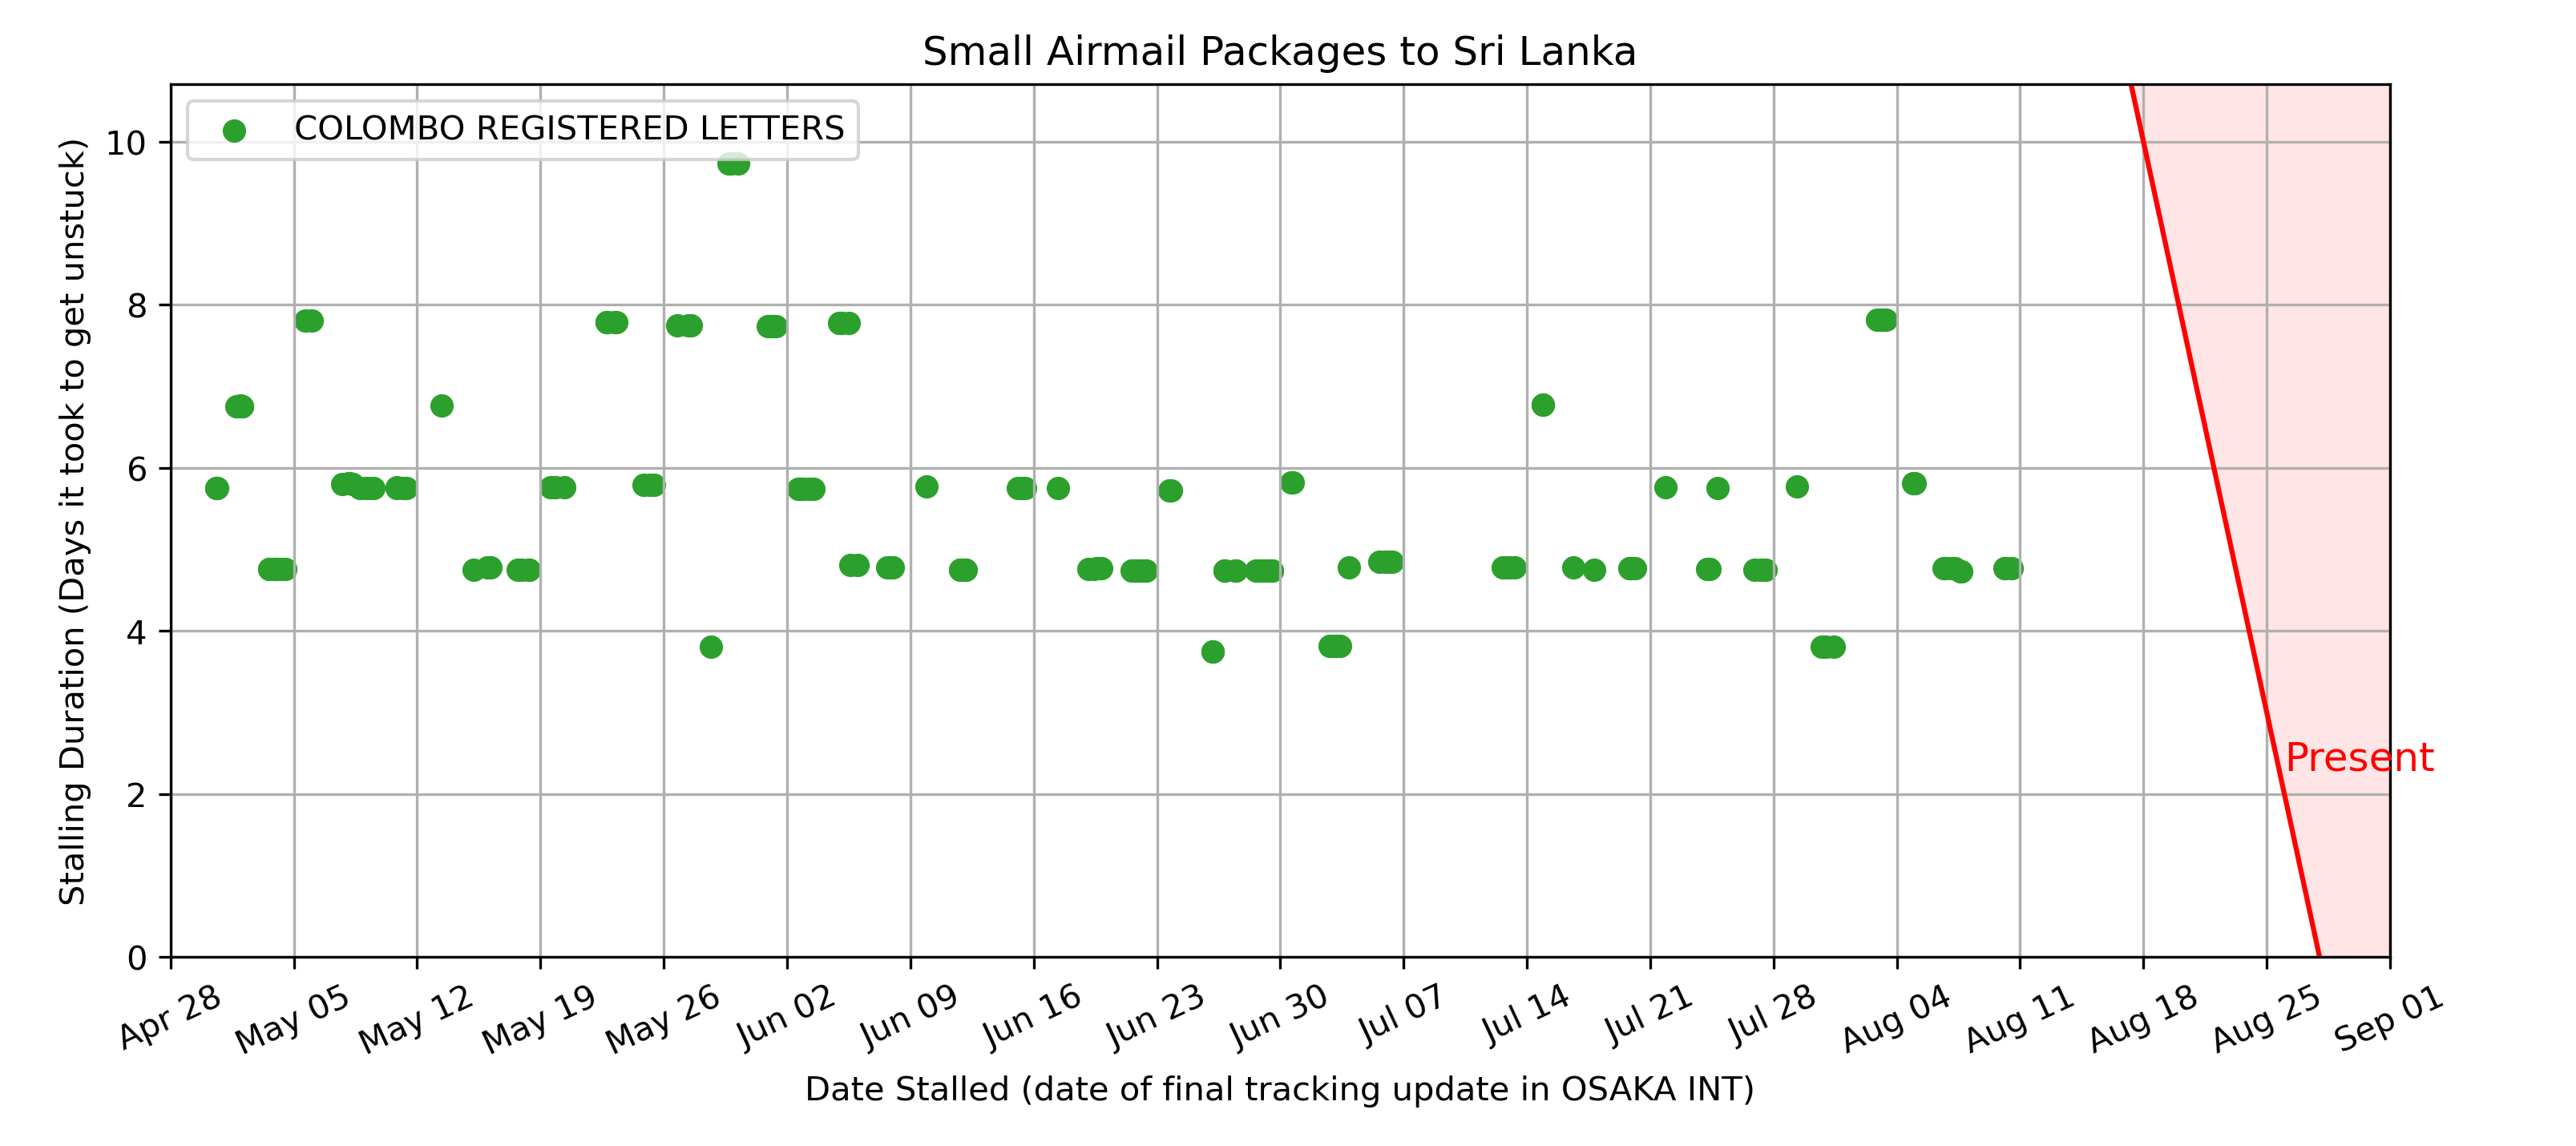 Small Airmail Packages to Sri Lanka
COLOMBO REGISTERED LETTERS
Stalling Duration (Days it took to get unstuck)
10
8
6
4
2
0
Present
Apr 28
May 05
May 12
May 19
May 26
Jun 02
Jun 09
Jun 16
Jun 23
Jun 30
Jul 07
Jul 14
Jul 21
Jul 28
Aug 04
Aug 11
Aug 18
Aug 25
Sep 01
Date Stalled (date of final tracking update in OSAKA INT)